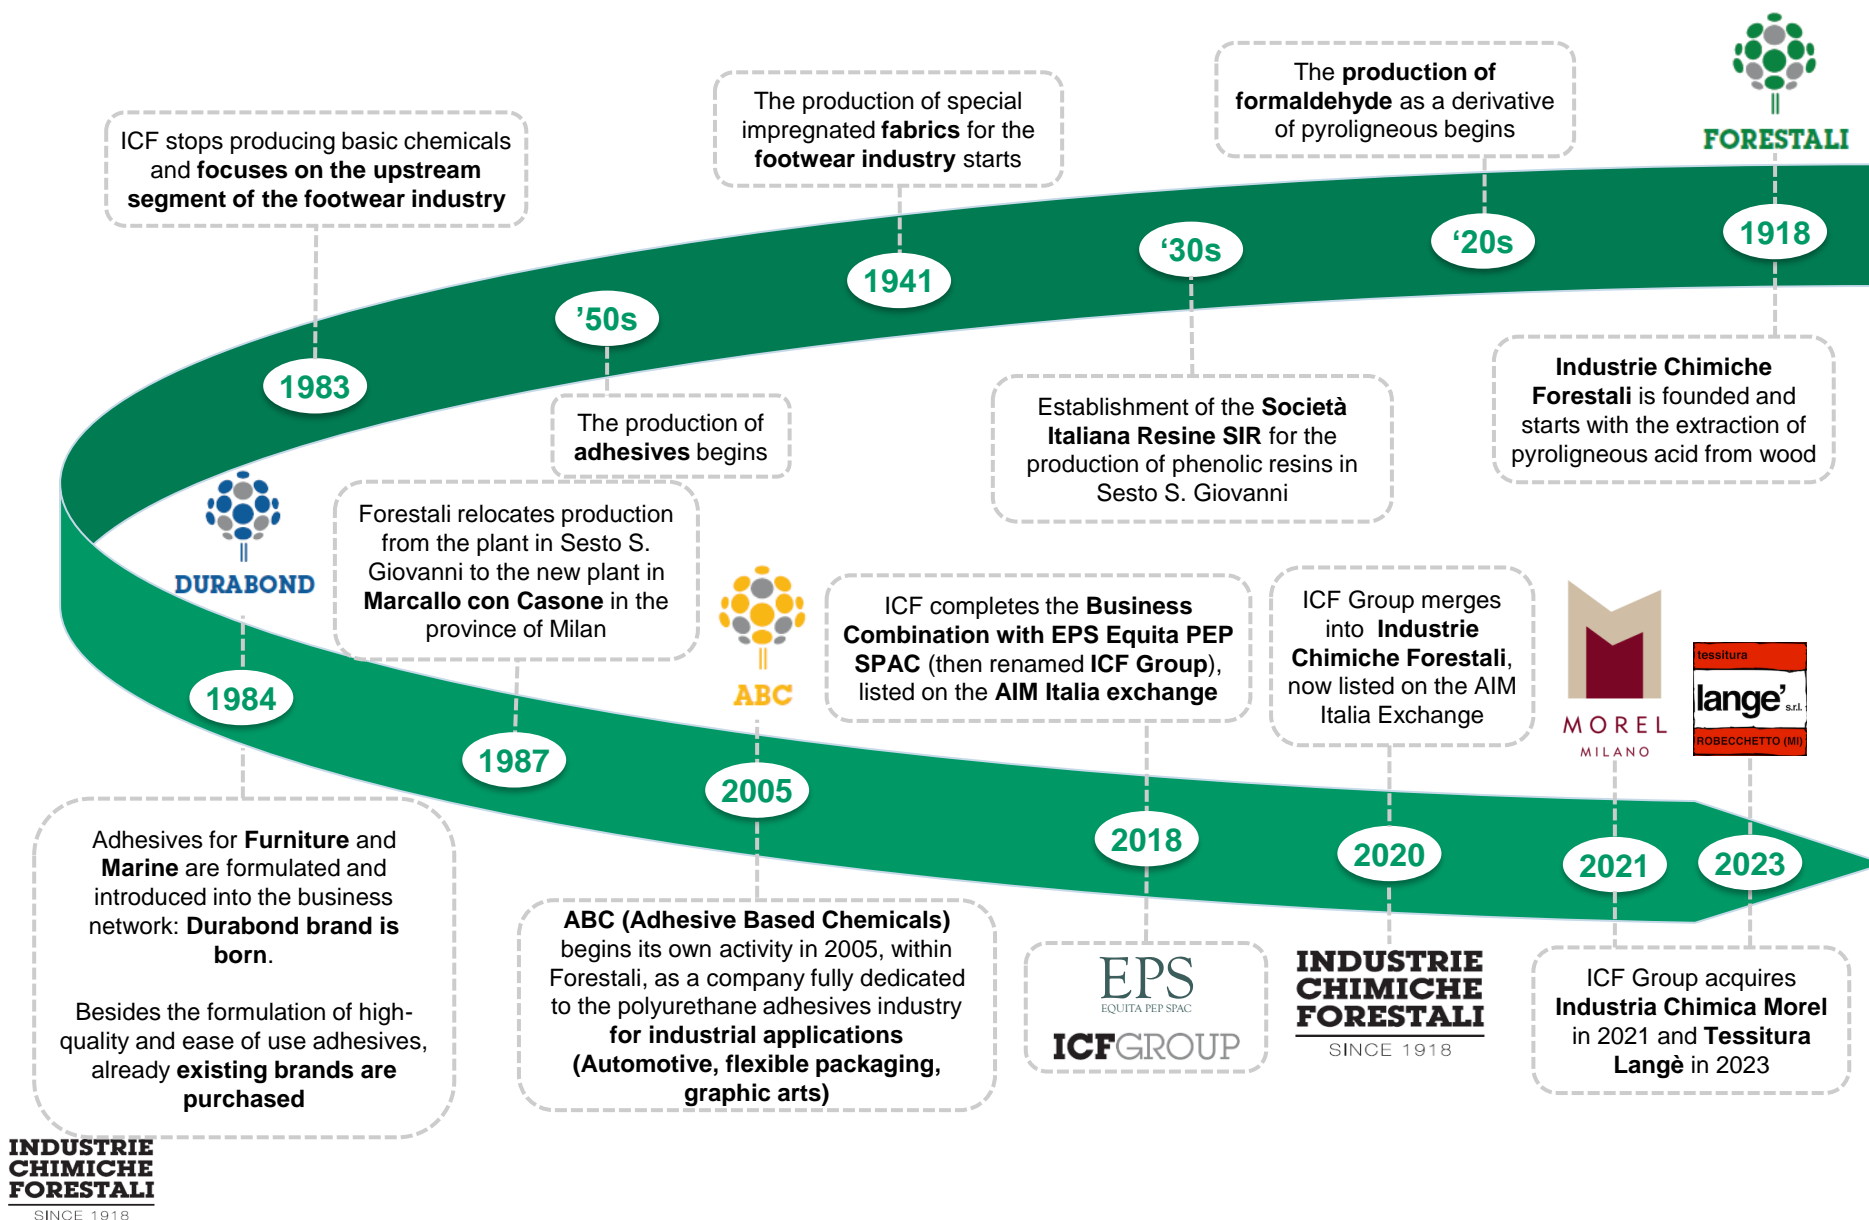 FORESTALI
The production of
formaldehyde as a derivative
of pyroligneous begins
The production of special
impregnated fabrics for the
footwear industry starts
ICF stops producing basic chemicals
and focuses on the upstream
segment of the footwear industry
1918
‘20s
‘30s
1941
’50s
1983
Industrie Chimiche
Forestali is founded and
starts with the extraction of
pyroligneous acid from wood
Establishment of the Società
Italiana Resine SIR for the
production of phenolic resins in
Sesto S. Giovanni
The production of
adhesives begins
DURABOND
Forestali relocates production
from the plant in Sesto S.
Giovanni to the new plant in
Marcallo con Casone in the
province of Milan
ABC
ICF completes the Business
Combination with EPS Equita PEP
SPAC (then renamed ICF Group),
listed on the AIM Italia exchange
ICF Group merges
into Industrie
Chimiche Forestali,
now listed on the AIM
Italia Exchange
MOREL
MILANO
tessitura
lange’
s.r.l.
ROBECCHETTO (MI)
1984
1987
2005
2018
2020
2021
2023
Adhesives for Furniture and
Marine are formulated and
introduced into the business
network: Durabond brand is
born.
Besides the formulation of high-
quality and ease of use adhesives,
already existing brands are
purchased
ABC (Adhesive Based Chemicals)
begins its own activity in 2005, within
Forestali, as a company fully dedicated
to the polyurethane adhesives industry
for industrial applications
(Automotive, flexible packaging,
graphic arts)
EPS
EQUITA PEP SPAC
ICFGROUP
INDUSTRIE
CHIMICHE
FORESTALI
SINCE 1918
ICF Group acquires
Industria Chimica Morel
in 2021 and Tessitura
Langè in 2023
INDUSTRIE
CHIMICHE
FORESTALI
SINCE 1918